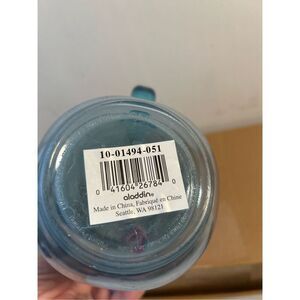 10-01494-051
0 41604 26784 0
aladdin®
Made in China, Fabriqué en Chine
Seattle, WA 98121